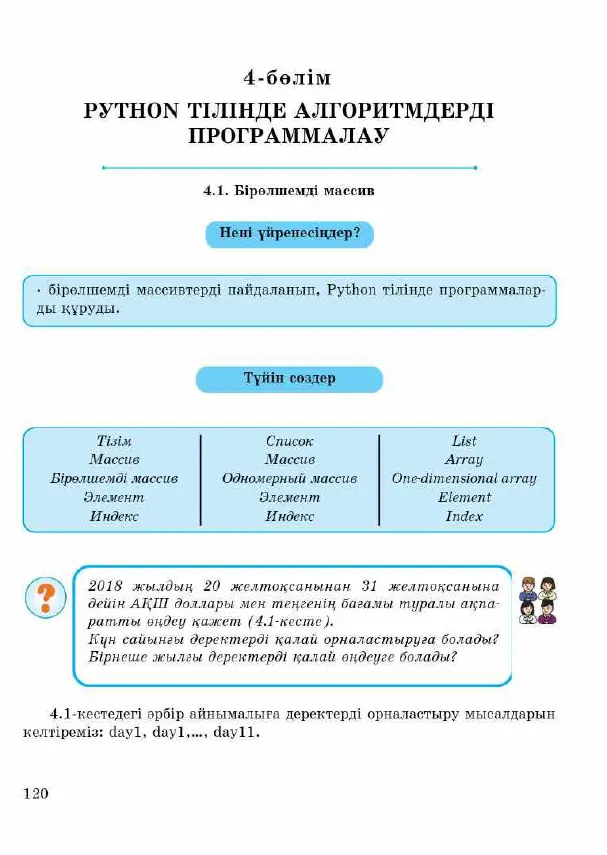 4-бөлім
PYTHON ТІЛІНДЕ АЛГОРИТМДЕРДІ
ПРОГРАММАЛАУ
4.1. Бірөлшемді массив
Нені үйренесіңдер?
· бірөлшемді массивтерді пайдаланып, Python тілінде программалар-
ды құруды.
Түйін сөздер
Тізім Список List
Массив Массив Array
Бірөлшемді массив Одномерный массив One-dimensional array
Элемент Элемент Element
Индекс Индекс Index
?
2018 жылдың 20 желтоқсанынан 31 желтоқсанына
дейін АҚШ доллары мен теңгенің бағамы туралы ақпа-
ратты өңдеу қажет (4.1-кесте).
Күн сайынғы деректерді қалай орналастыруға болады?
Бірнеше жылғы деректерді қалай өңдеуге болады?
4.1-кестедегі әрбір айнымалыға деректерді орналастыру мысалдарын
келтіреміз: day1, day1,…, day11.
120